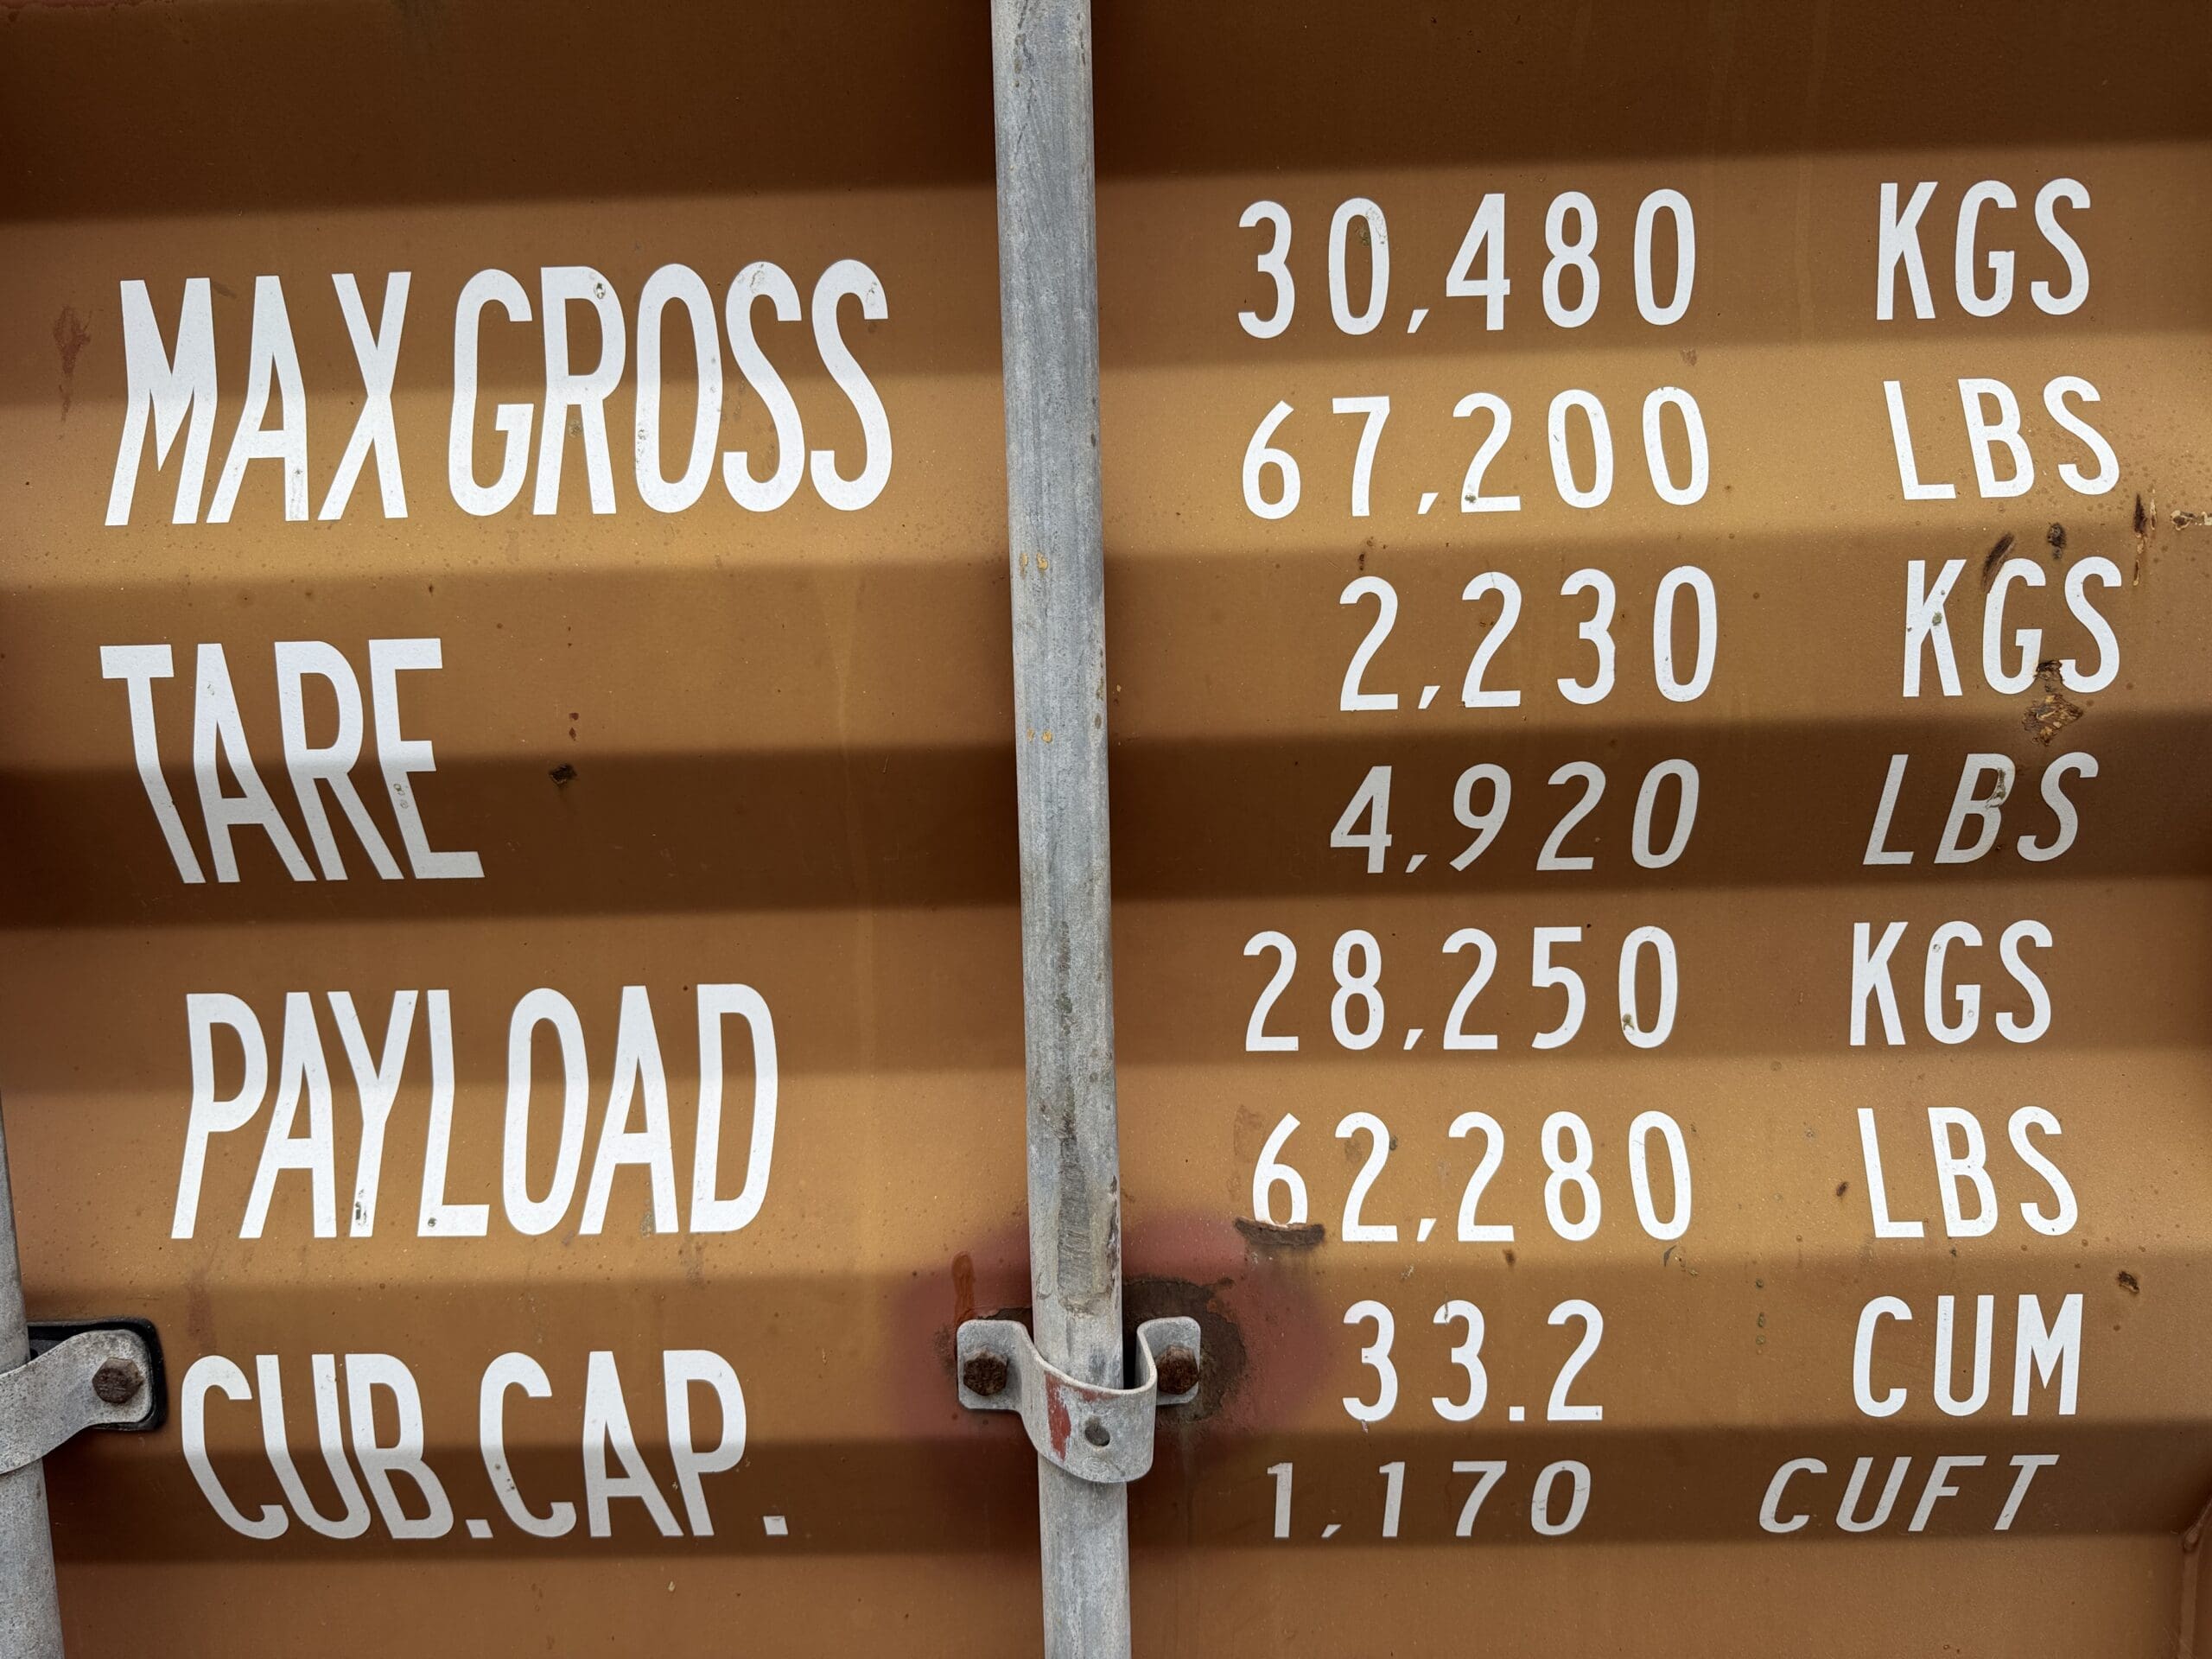 MAX GROSS 30,480 KGS
67,200 LBS
TARE 2,230 KGS
4,920 LBS
PAYLOAD 28,250 KGS
62,280 LBS
CUB.CAP. 33.2 CUM
1,170 CUFT